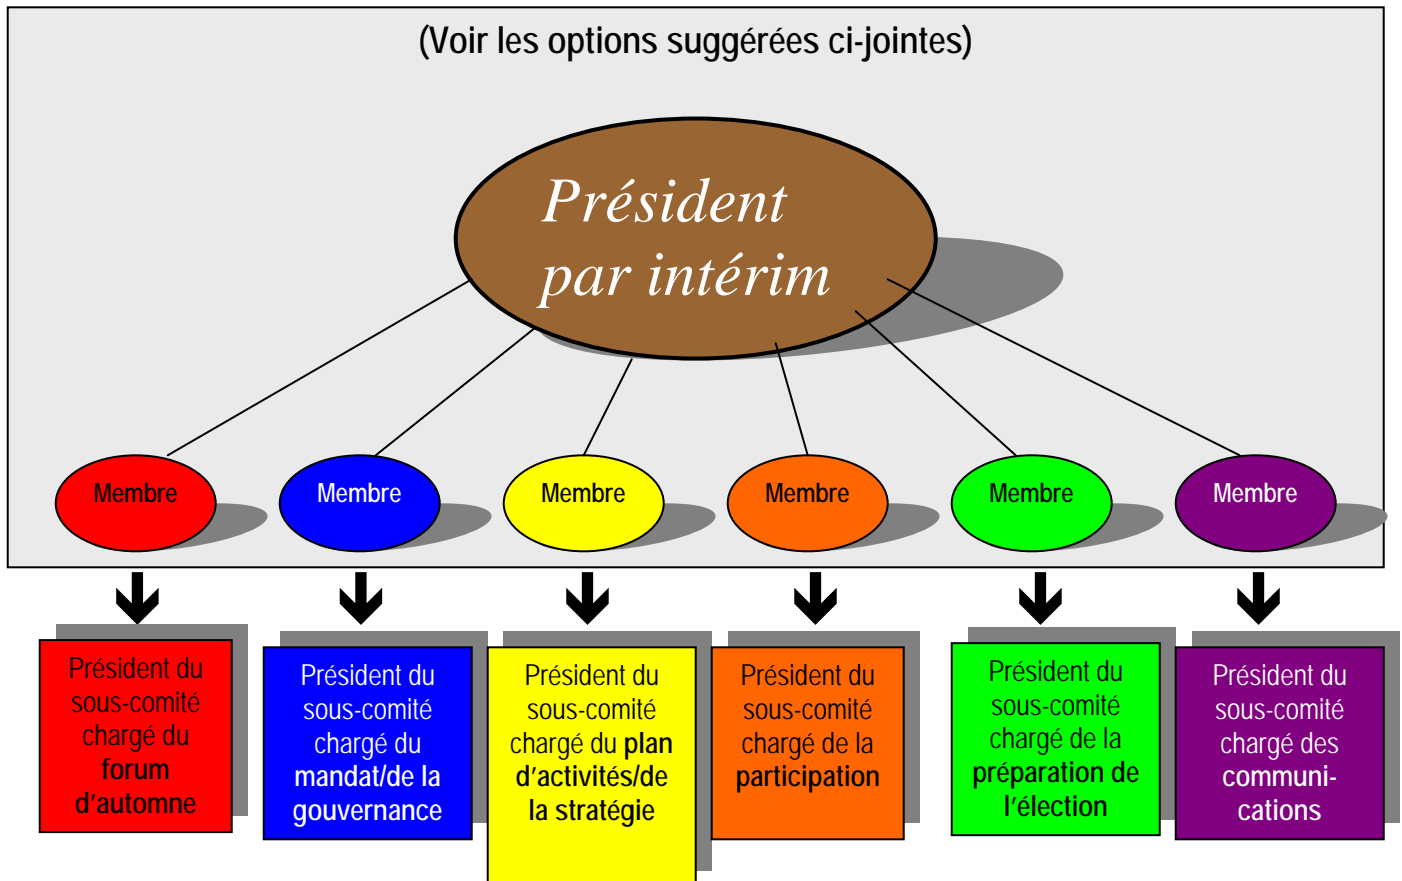 (Voir les options suggérées ci-jointes)
Président
par intérim
Membre
Membre
Membre
Membre
Membre
Membre
Président du
sous-comité
chargé du
forum
d’automne
Président du
sous-comité
chargé du
mandat/de la
gouvernance
Président du
sous-comité
chargé du plan
d’activités/de
la stratégie
Président du
sous-comité
chargé de la
participation
Président du
sous-comité
chargé de la
préparation de
l’élection
Président du
sous-comité
chargé des
communi-
cations